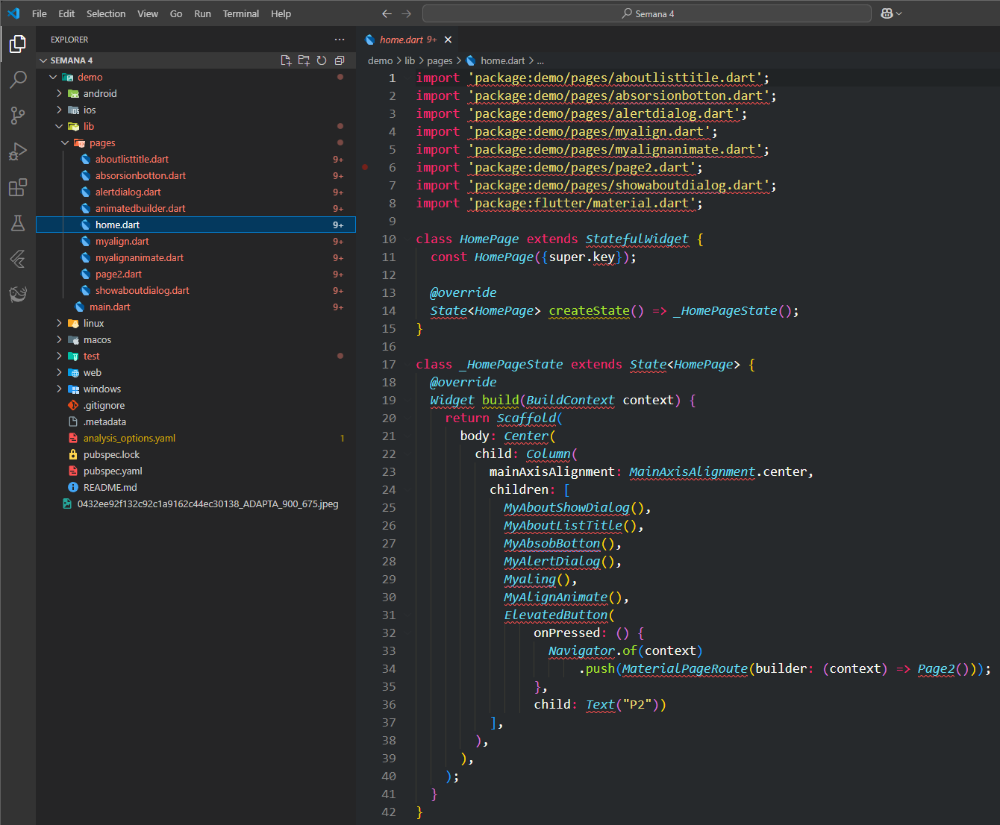 File Edit Selection View Go Run Terminal Help
Semana 4
EXPLORER
SEMANA 4
demo
android
ios
lib
pages
aboutlisttitle.dart 9+
absorsionbotton.dart 9+
alertdialog.dart 9+
animatedbuilder.dart 9+
home.dart 9+
myalign.dart 9+
myalignanimate.dart 9+
page2.dart 9+
showaboutdialog.dart 9+
main.dart 9+
linux
macos
test
web
windows
.gitignore
.metadata
analysis_options.yaml 1
pubspec.lock
pubspec.yaml
README.md
0432ee92f132c92c1a9162c44ec30138_ADAPTA_900_675.jpeg
home.dart 9+
demo > lib > pages > home.dart > ...
1 import 'package:demo/pages/aboutlisttitle.dart';
2 import 'package:demo/pages/absorsionbotton.dart';
3 import 'package:demo/pages/alertdialog.dart';
4 import 'package:demo/pages/myalign.dart';
5 import 'package:demo/pages/myalignanimate.dart';
6 import 'package:demo/pages/page2.dart';
7 import 'package:demo/pages/showaboutdialog.dart';
8 import 'package:flutter/material.dart';
9
10 class HomePage extends StatefulWidget {
11 const HomePage({super.key});
12
13 @override
14 State<HomePage> createState() => _HomePageState();
15 }
16
17 class _HomePageState extends State<HomePage> {
18 @override
19 Widget build(BuildContext context) {
20 return Scaffold(
21 body: Center(
22 child: Column(
23 mainAxisAlignment: MainAxisAlignment.center,
24 children: [
25 MyAboutShowDialog(),
26 MyAboutListTitle(),
27 MyAbsobBotton(),
28 MyAlertDialog(),
29 Myaling(),
30 MyAlignAnimate(),
31 ElevatedButton(
32 onPressed: () {
33 Navigator.of(context)
34 .push(MaterialPageRoute(builder: (context) => Page2()));
35 },
36 child: Text("P2"))
37 ],
38 ),
39 ),
40 );
41 }
42 }